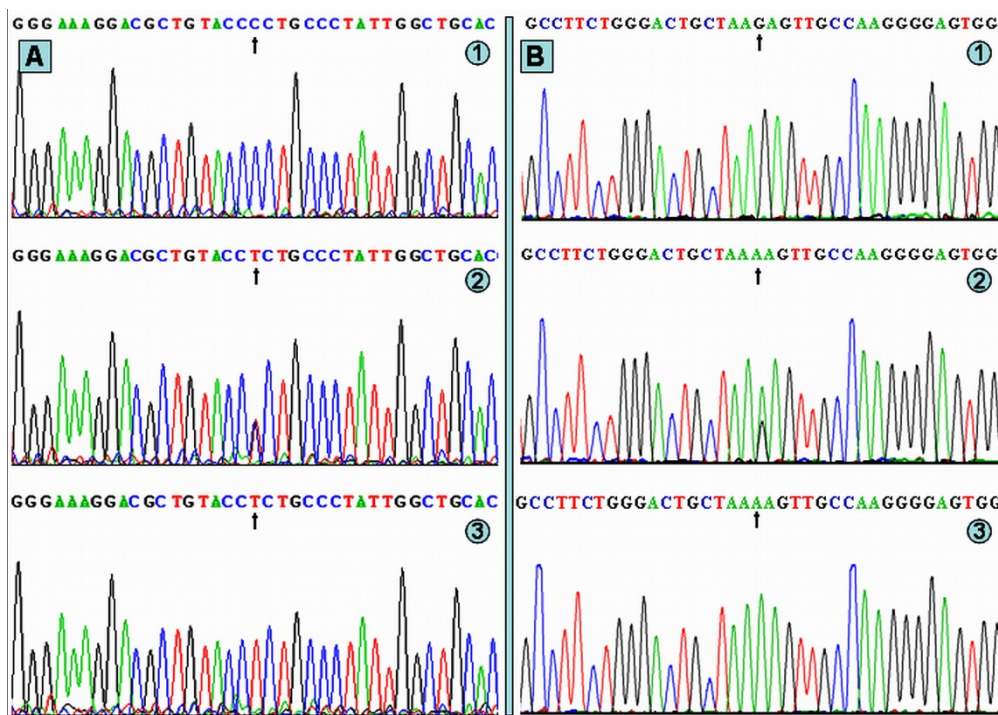 A
GGGAAAGGACGCTGTACCCCTGCCCTATTGGCTGCAC
1
GGGAAAGGACGCTGTACCTCTGCCCTATTGGCTGCAC
2
GGGAAAGGACGCTGTACCTCTGCCCTATTGGCTGCAC
3
B
GCCTTCTGGGACTGCTAAGAGTTGCCAAGGGGAGTGG
1
GCCTTCTGGGACTGCTAAAAGTTGCCAAGGGGAGTGG
2
GCCTTCTGGGACTGCTAAAAGTTGCCAAGGGGAGTGG
3